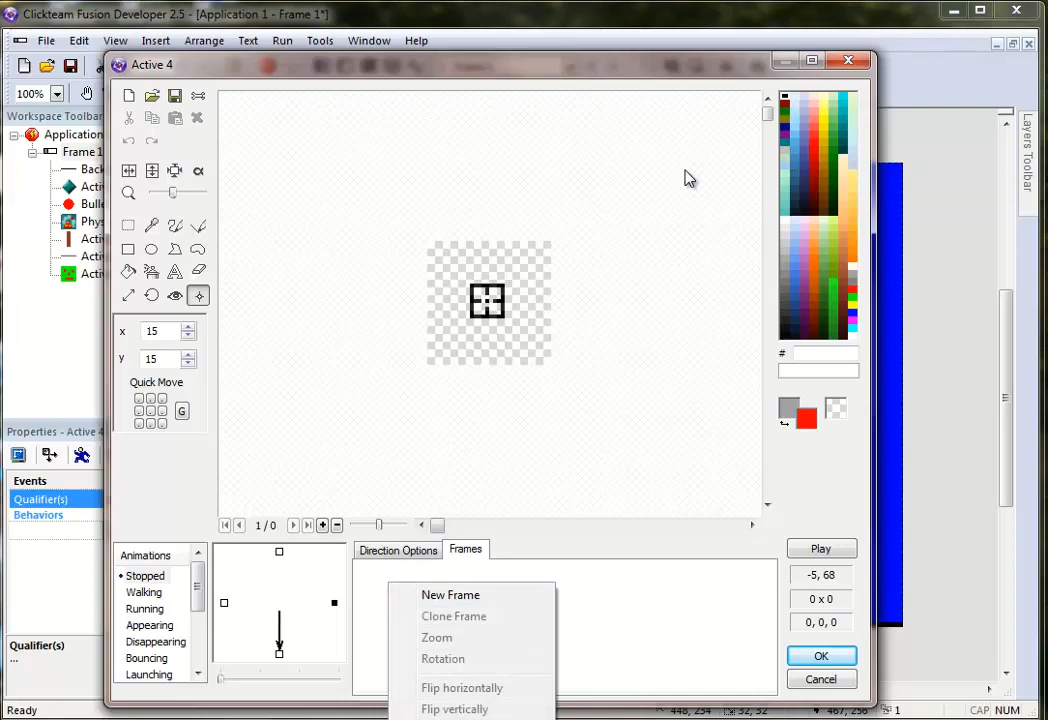 Clickteam Fusion Developer 2.5 - [Application 1 - Frame 1*]
File Edit View Insert Arrange Text Run Tools Window Help
Active 4
100%
Workspace Toolbar
Application
Frame 1
Back
Activ
Bulle
Phys
Activ
Activ
Activ
Layers Toolbar
x 15
y 15
Quick Move
G
#
Properties - Active 4
Events
Qualifier(s)
Behaviors
1 / 0
Animations
Stopped
Walking
Running
Appearing
Disappearing
Bouncing
Launching
Direction Options Frames
New Frame
Clone Frame
Zoom
Rotation
Flip horizontally
Flip vertically
Play
-5, 68
0 x 0
0, 0, 0
OK
Cancel
Qualifier(s)
...
Ready
32, 32
467, 256
1
CAP NUM